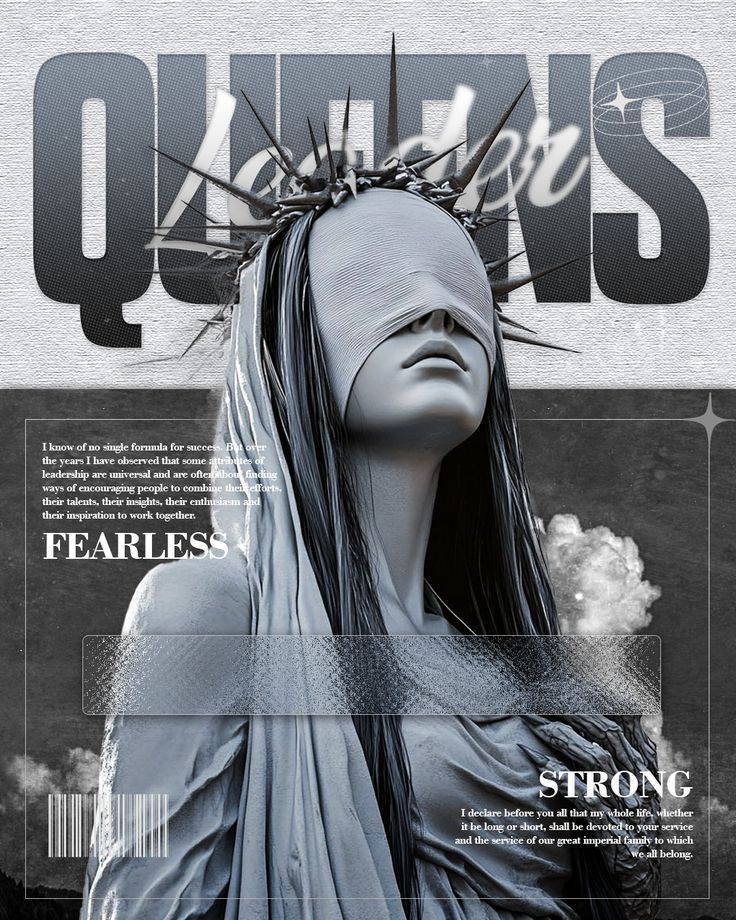 QUEENS
Leader
I know of no single formula for success. But over
the years I have observed that some attributes of
leadership are universal and are often about finding
ways of encouraging people to combine their efforts,
their talents, their insights, their enthusiasm and
their inspiration to work together.
FEARLESS
STRONG
I declare before you all that my whole life, whether
it be long or short, shall be devoted to your service
and the service of our great imperial family to which
we all belong.